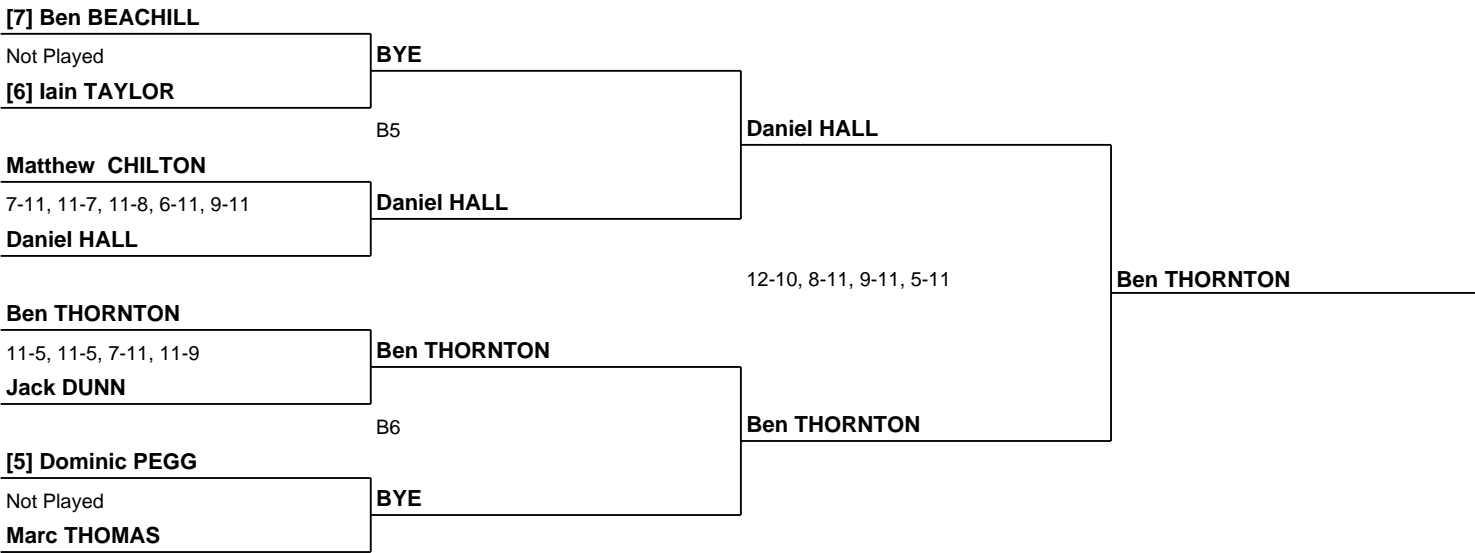 [7] Ben BEACHILL
Not Played
BYE
[6] Iain TAYLOR
B5
Daniel HALL
Matthew  CHILTON
7-11, 11-7, 11-8, 6-11, 9-11
Daniel HALL
Daniel HALL
12-10, 8-11, 9-11, 5-11
Ben THORNTON
Ben THORNTON
11-5, 11-5, 7-11, 11-9
Ben THORNTON
Jack DUNN
B6
Ben THORNTON
[5] Dominic PEGG
Not Played
BYE
Marc THOMAS